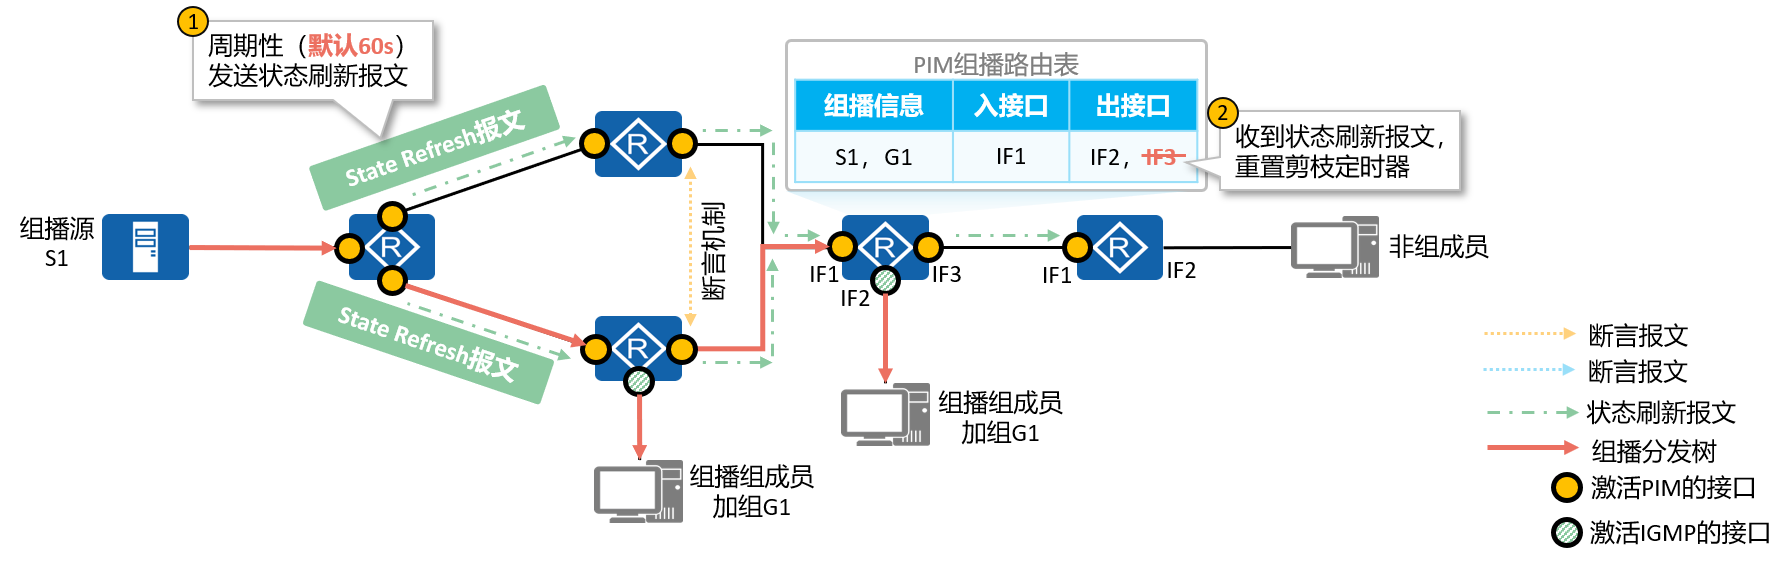 1
周期性（默认60s）
发送状态刷新报文
State Refresh报文
R
PIM组播路由表
组播信息
入接口
出接口
S1，G1
IF1
IF2，IF3
2
收到状态刷新报文，
重置剪枝定时器
组播源
S1
R
断言机制
R
IF1
IF3
IF2
R
IF1
IF2
非组成员
State Refresh报文
R
组播组成员
加组G1
组播组成员
加组G1
断言报文
断言报文
状态刷新报文
组播分发树
激活PIM的接口
激活IGMP的接口